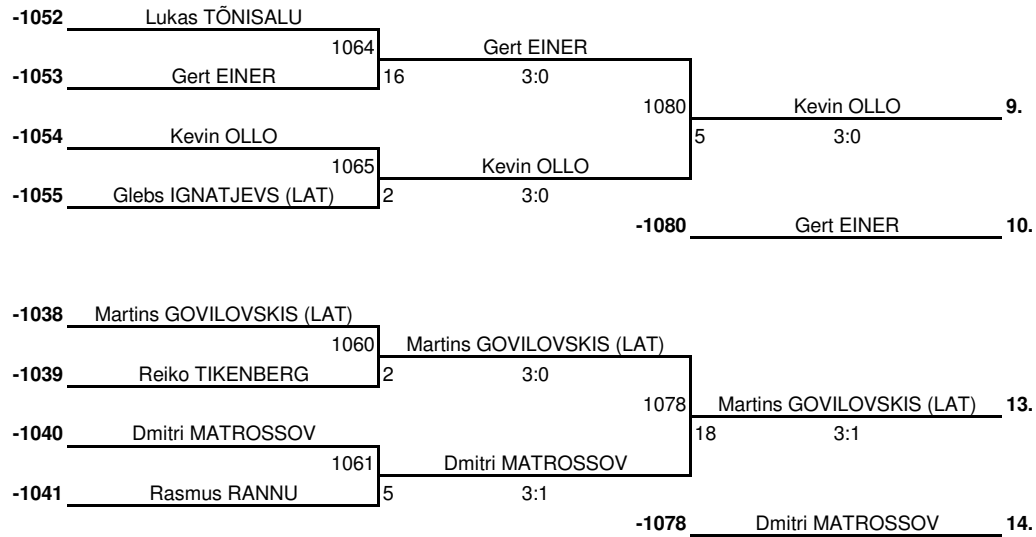 -1052 Lukas TÕNISALU
1064 Gert EINER
-1053 Gert EINER 16 3:0
1080 Kevin OLLO 9.
-1054 Kevin OLLO 5 3:0
1065 Kevin OLLO
-1055 Glebs IGNATJEVS (LAT) 2 3:0
-1080 Gert EINER 10.
-1038 Martins GOVILOVSKIS (LAT)
1060 Martins GOVILOVSKIS (LAT)
-1039 Reiko TIKENBERG 2 3:0
1078 Martins GOVILOVSKIS (LAT) 13.
-1040 Dmitri MATROSSOV 18 3:1
1061 Dmitri MATROSSOV
-1041 Rasmus RANNU 5 3:1
-1078 Dmitri MATROSSOV 14.